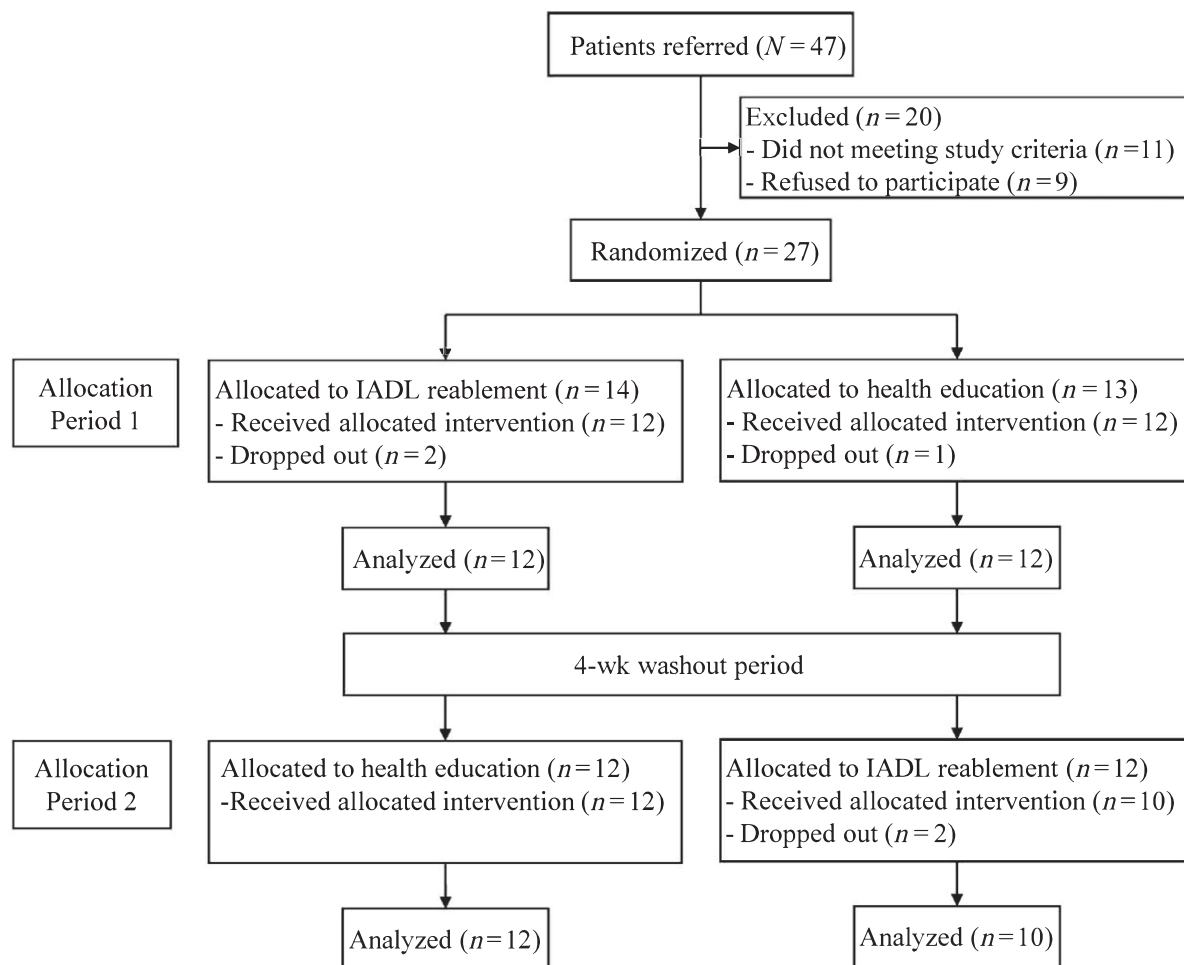 Patients referred (N = 47)
Excluded (n = 20)
- Did not meeting study criteria (n = 11)
- Refused to participate (n = 9)
Randomized (n = 27)
Allocation
Period 1
Allocated to IADL reablement (n = 14)
- Received allocated intervention (n = 12)
- Dropped out (n = 2)
Allocated to health education (n = 13)
- Received allocated intervention (n = 12)
- Dropped out (n = 1)
Analyzed (n = 12)
Analyzed (n = 12)
4-wk washout period
Allocation
Period 2
Allocated to health education (n = 12)
-Received allocated intervention (n = 12)
Allocated to IADL reablement (n = 12)
- Received allocated intervention (n = 10)
- Dropped out (n = 2)
Analyzed (n = 12)
Analyzed (n = 10)